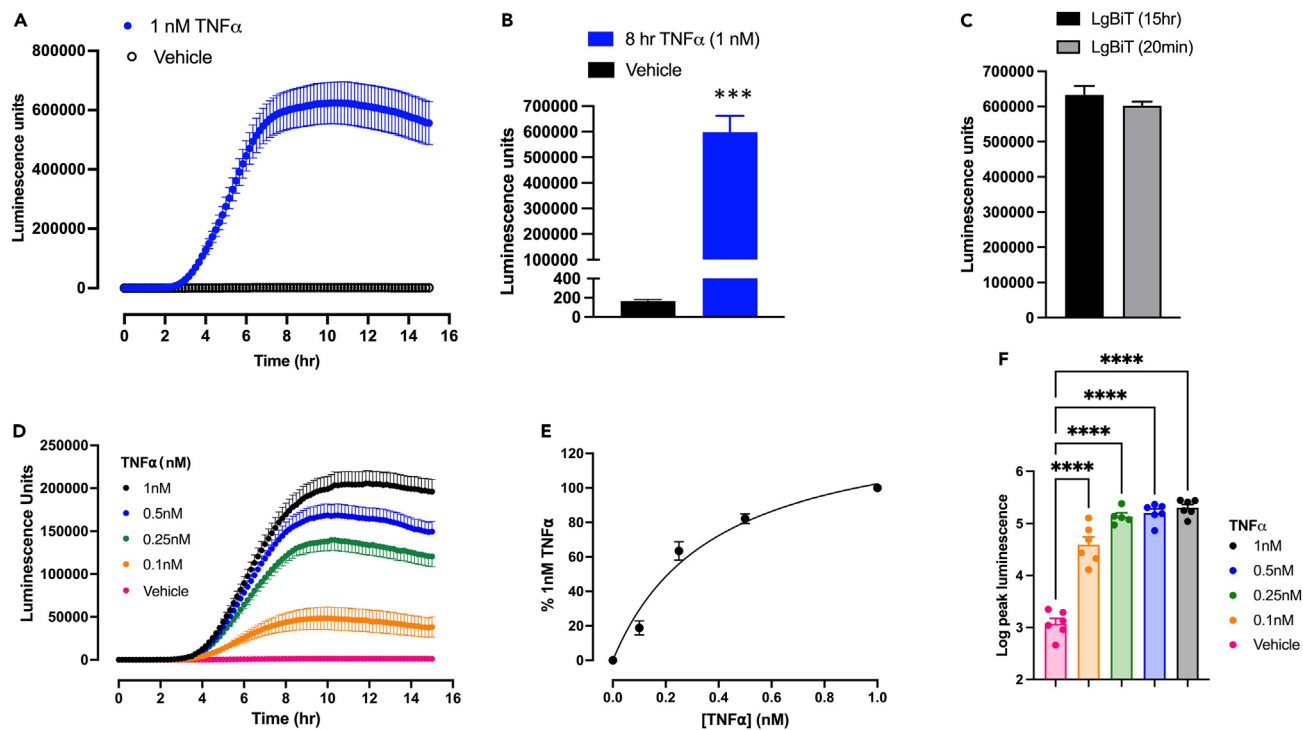 A
1 nM TNFα
Vehicle
Luminescence units
800000
600000
400000
200000
0
0 2 4 6 8 10 12 14 16
Time (hr)
B
8 hr TNFα (1 nM)
Vehicle
***
Luminescence units
700000
600000
500000
400000
300000
200000
100000
400
200
0
C
LgBiT (15hr)
LgBiT (20min)
Luminescence units
700000
600000
500000
400000
300000
200000
100000
0
D
TNFα (nM)
1nM
0.5nM
0.25nM
0.1nM
Vehicle
Luminescence Units
250000
200000
150000
100000
50000
0
0 2 4 6 8 10 12 14 16
Time (hr)
E
% 1nM TNFα
120
100
80
60
40
20
0
0.0 0.2 0.4 0.6 0.8 1.0
[TNFα] (nM)
F
****
****
****
****
Log peak luminescence
6
5
4
3
2
TNFα
1nM
0.5nM
0.25nM
0.1nM
Vehicle